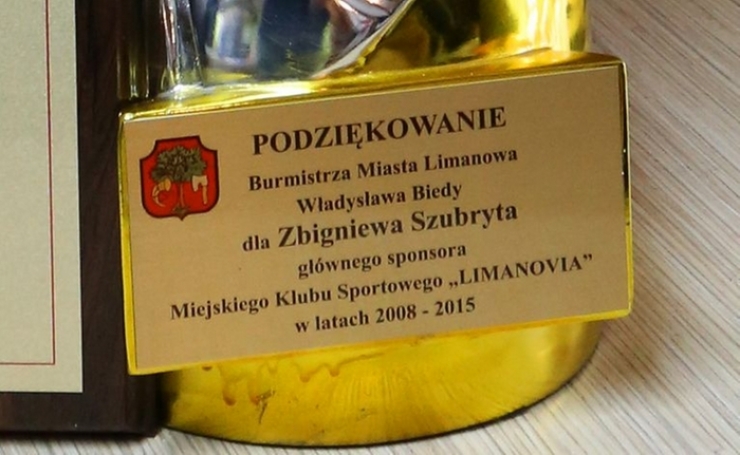 PODZIĘKOWANIE
Burmistrza Miasta Limanowa
Władysława Biedy
dla Zbigniewa Szubryta
głównego sponsora
Miejskiego Klubu Sportowego „LIMANOVIA”
w latach 2008 - 2015